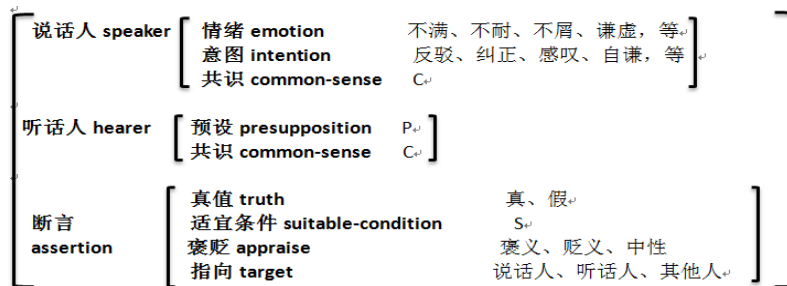 说话人 speaker 情绪 emotion 不满、不耐、不屑、谦虚，等
意图 intention 反驳、纠正、感叹、自谦，等
共识 common-sense C
听话人 hearer 预设 presupposition P
共识 common-sense C
真值 truth 真、假
断言 适宜条件 suitable-condition S
assertion 褒贬 appraise 褒义、贬义、中性
指向 target 说话人、听话人、其他人